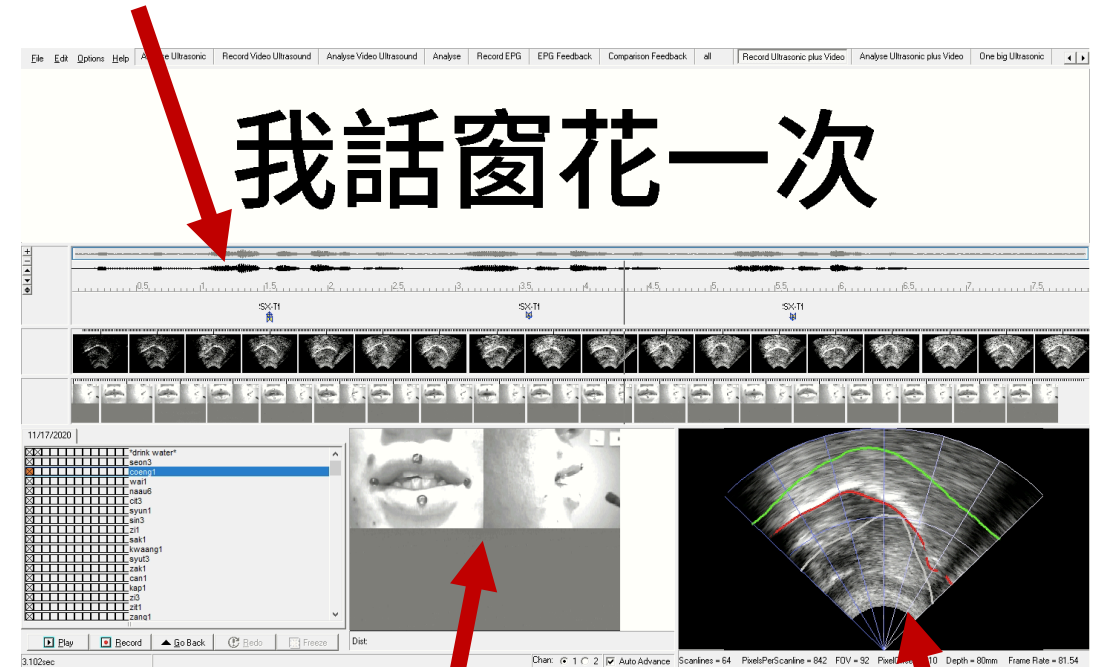 File Edit Options Help Analyse Ultrasonic Record Video Ultrasound Analyse Video Ultrasound Analyse Record EPG EPG Feedback Comparison Feedback all Record Ultrasonic plus Video Analyse Ultrasonic plus Video One big Ultrasonic
我話窗花一次
0.5 1 1.5 2 2.5 3 3.5 4 4.5 5 5.5 6 6.5 7 7.5
SX-T1 SX-T1 SX-T1
11/17/2020
*drink water*
seon3
coeng1
wai1
naau6
cit3
syun1
sin3
zi1
sak1
kwaang1
syut3
zak1
can1
kap1
zi3
zit1
zang1
Play Record Go Back Redo Freeze Dist:
3.102sec Chan: 1 2 Auto Advance Scanlines = 64 PixelsPerScanline = 842 FOV = 92 10 Depth = 80mm Frame Rate = 81.54